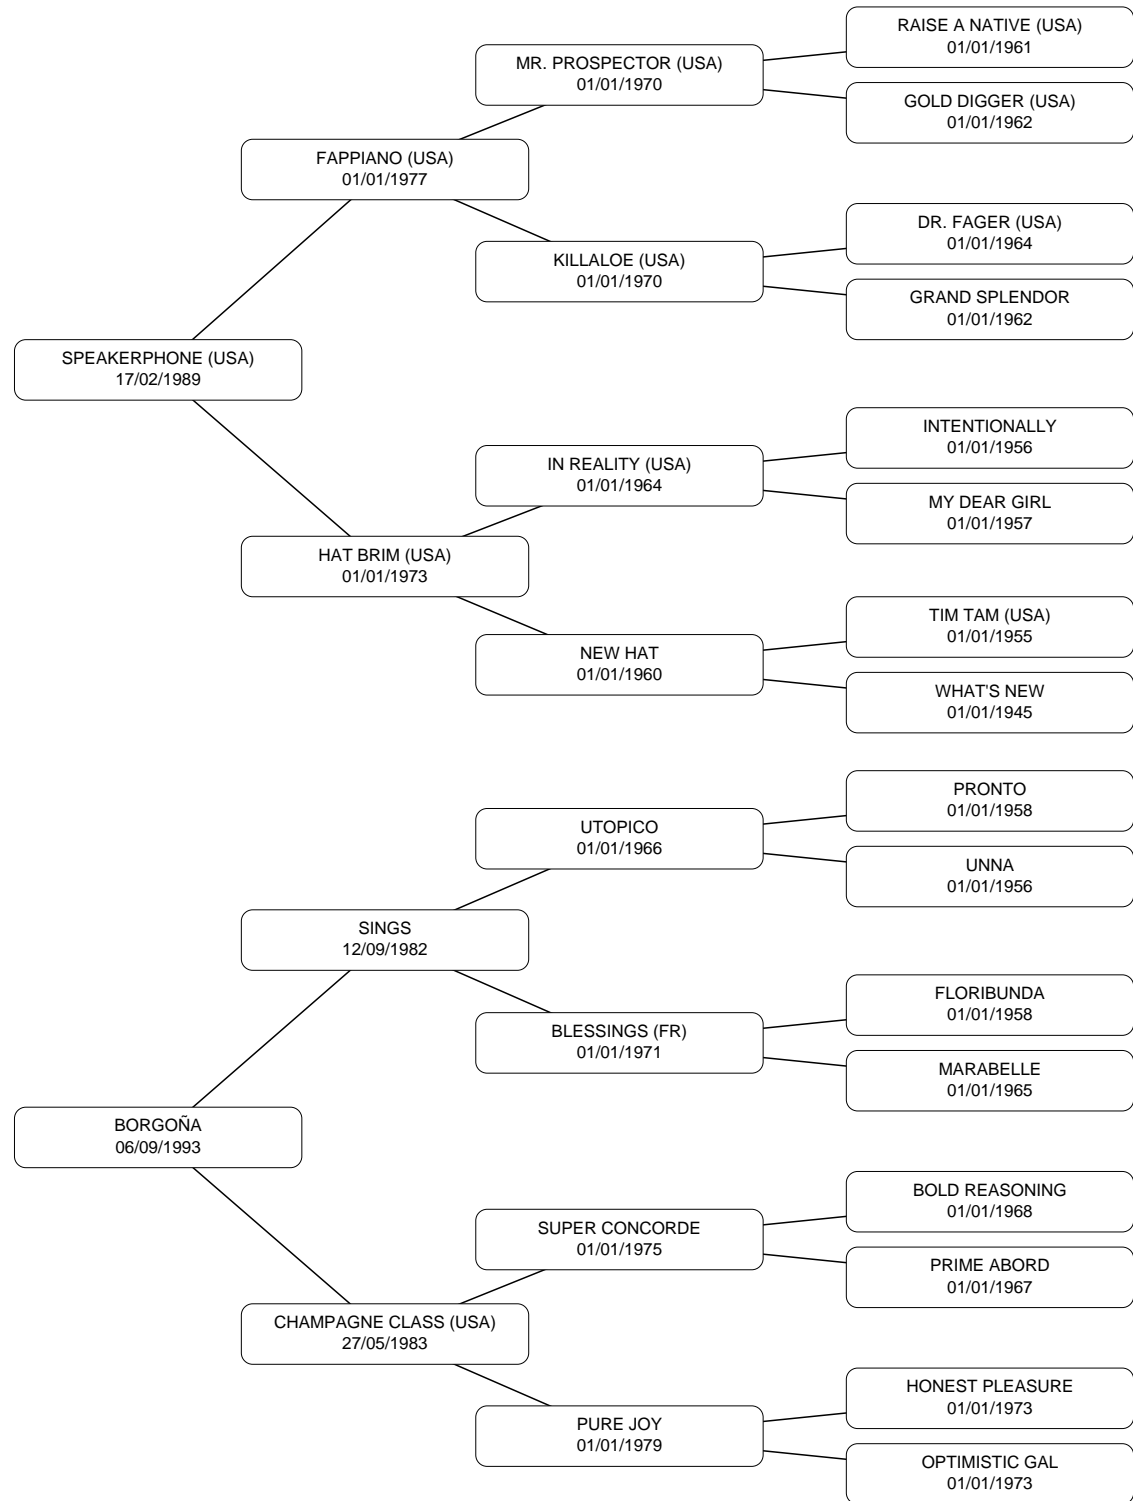 RAISE A NATIVE (USA)
01/01/1961
MR. PROSPECTOR (USA)
01/01/1970
GOLD DIGGER (USA)
01/01/1962
FAPPIANO (USA)
01/01/1977
DR. FAGER (USA)
01/01/1964
KILLALOE (USA)
01/01/1970
GRAND SPLENDOR
01/01/1962
SPEAKERPHONE (USA)
17/02/1989
INTENTIONALLY
01/01/1956
IN REALITY (USA)
01/01/1964
MY DEAR GIRL
01/01/1957
HAT BRIM (USA)
01/01/1973
TIM TAM (USA)
01/01/1955
NEW HAT
01/01/1960
WHAT'S NEW
01/01/1945
PRONTO
01/01/1958
UTOPICO
01/01/1966
UNNA
01/01/1956
SINGS
12/09/1982
FLORIBUNDA
01/01/1958
BLESSINGS (FR)
01/01/1971
MARABELLE
01/01/1965
BORGOÑA
06/09/1993
BOLD REASONING
01/01/1968
SUPER CONCORDE
01/01/1975
PRIME ABORD
01/01/1967
CHAMPAGNE CLASS (USA)
27/05/1983
HONEST PLEASURE
01/01/1973
PURE JOY
01/01/1979
OPTIMISTIC GAL
01/01/1973